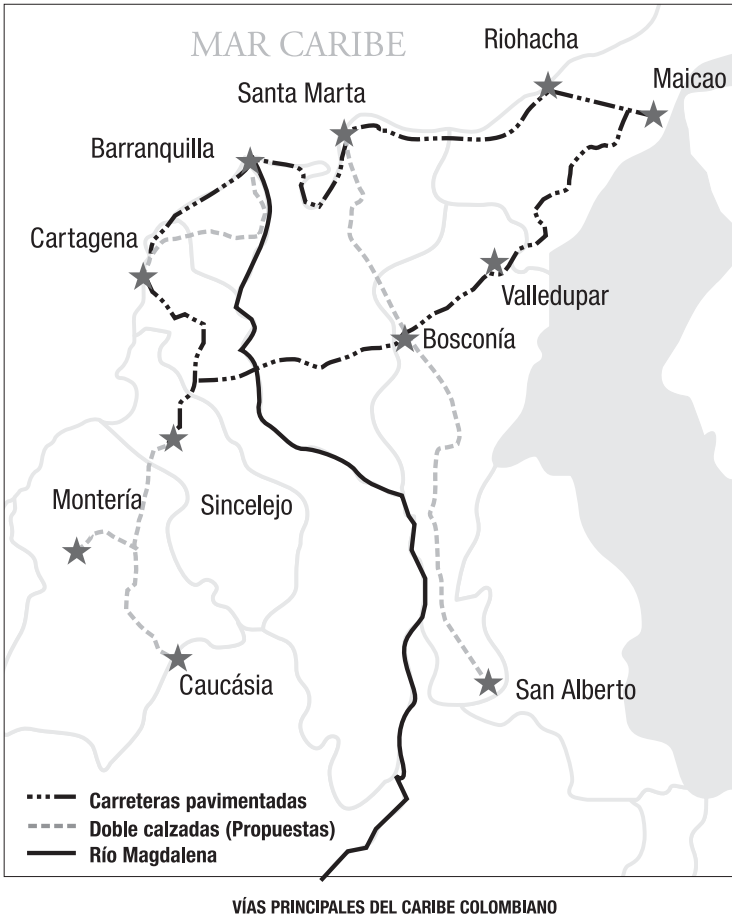 MAR CARIBE
Riohacha
Maicao
Santa Marta
Barranquilla
Cartagena
Valledupar
Bosconía
Montería
Sincelejo
Caucásia
San Alberto
Carreteras pavimentadas
Doble calzadas (Propuestas)
Río Magdalena
VÍAS PRINCIPALES DEL CARIBE COLOMBIANO